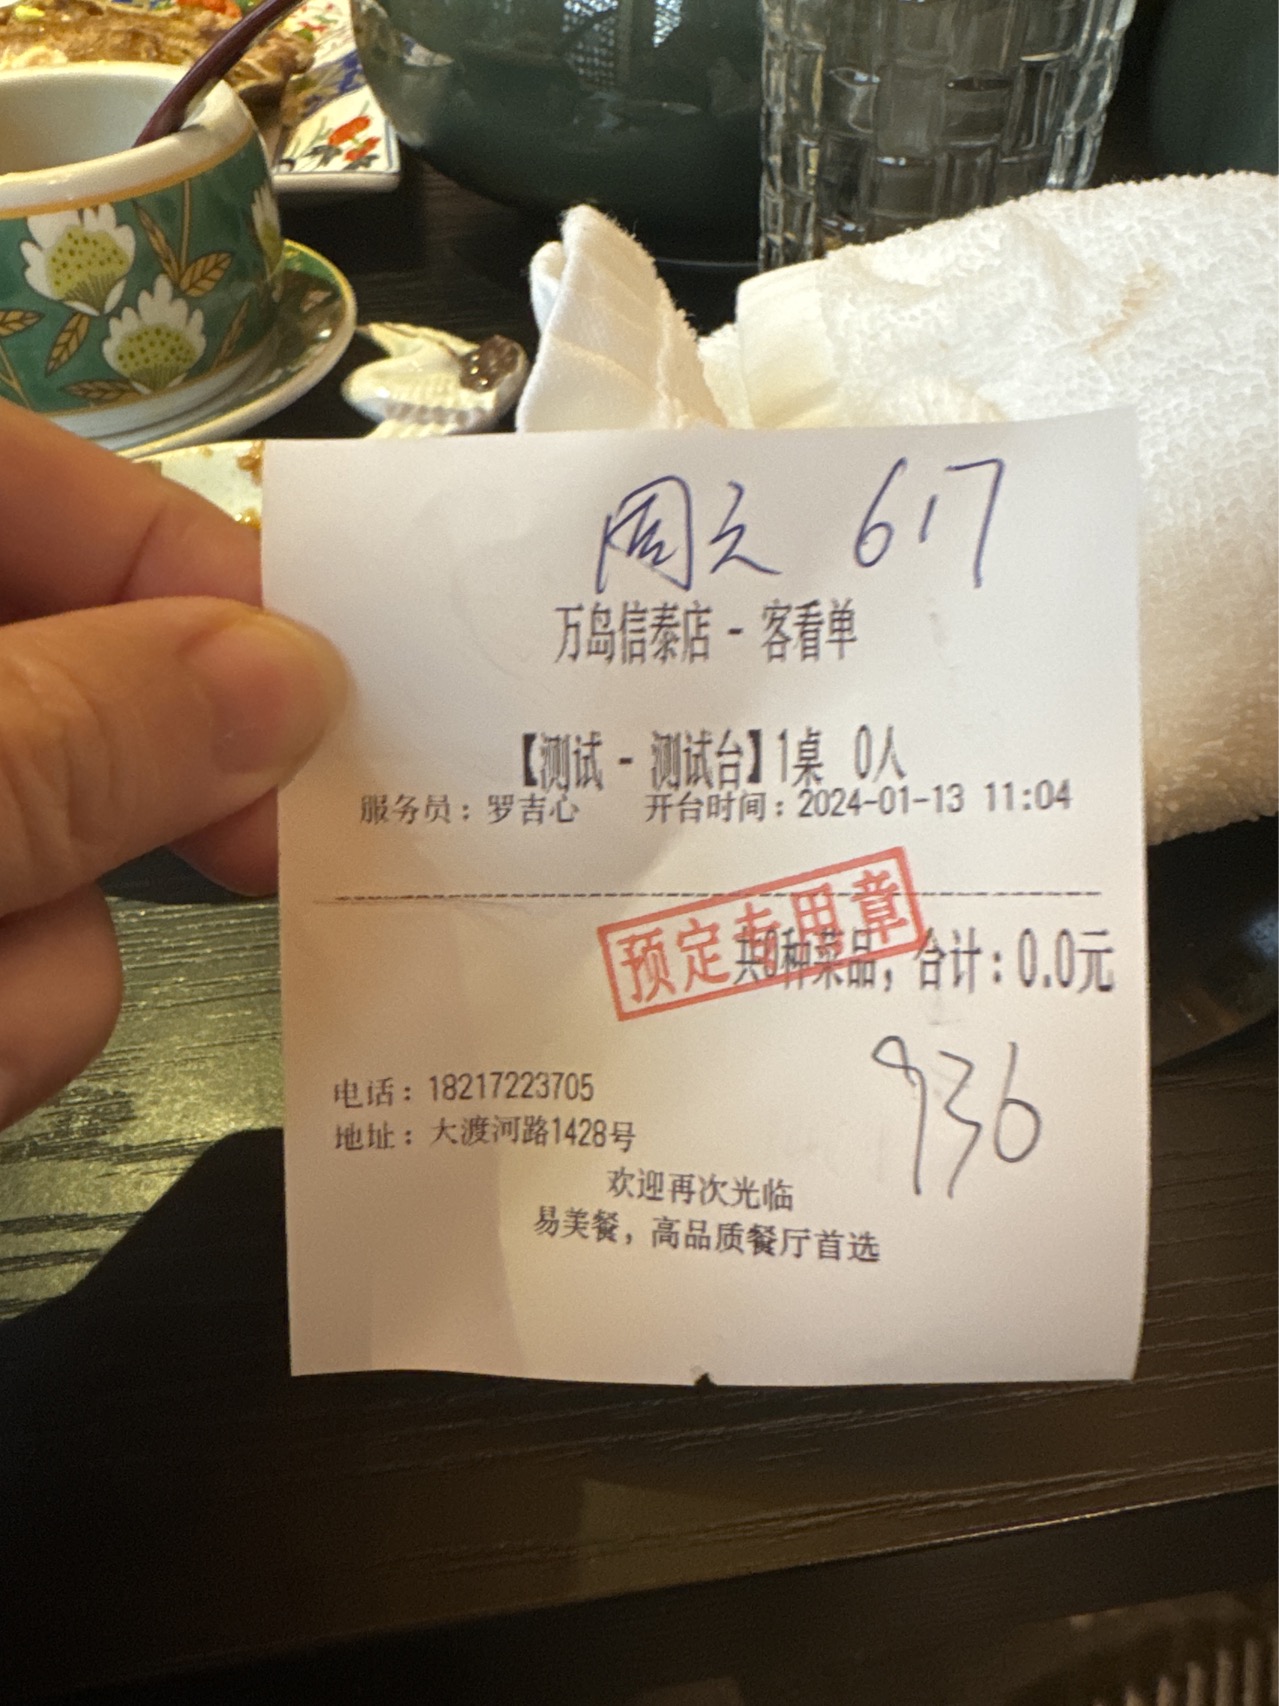 周元 617
万岛信泰店 - 客看单
【测试 - 测试台】1桌 0人
服务员：罗吉心 开台时间：2024-01-13 11:04
预定专用章
共0种菜品，合计：0.0元
936
电话：18217223705
地址：大渡河路1428号
欢迎再次光临
易美餐，高品质餐厅首选